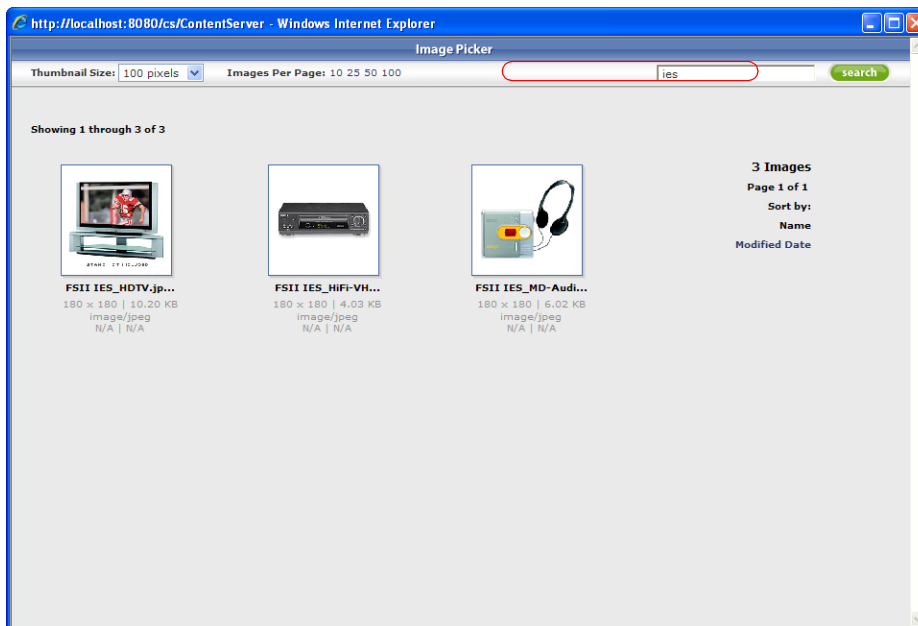 http://localhost:8080/cs/ContentServer - Windows Internet Explorer
Image Picker
Thumbnail Size: 100 pixels Images Per Page: 10 25 50 100 ies search
Showing 1 through 3 of 3
3 Images
Page 1 of 1
Sort by:
Name
Modified Date
FSII IES_HDTV.jp... FSII IES_HiFi-VH... FSII IES_MD-Audi...
180 x 180 | 10.20 KB 180 x 180 | 4.03 KB 180 x 180 | 6.02 KB
image/jpeg image/jpeg image/jpeg
N/A | N/A N/A | N/A N/A | N/A